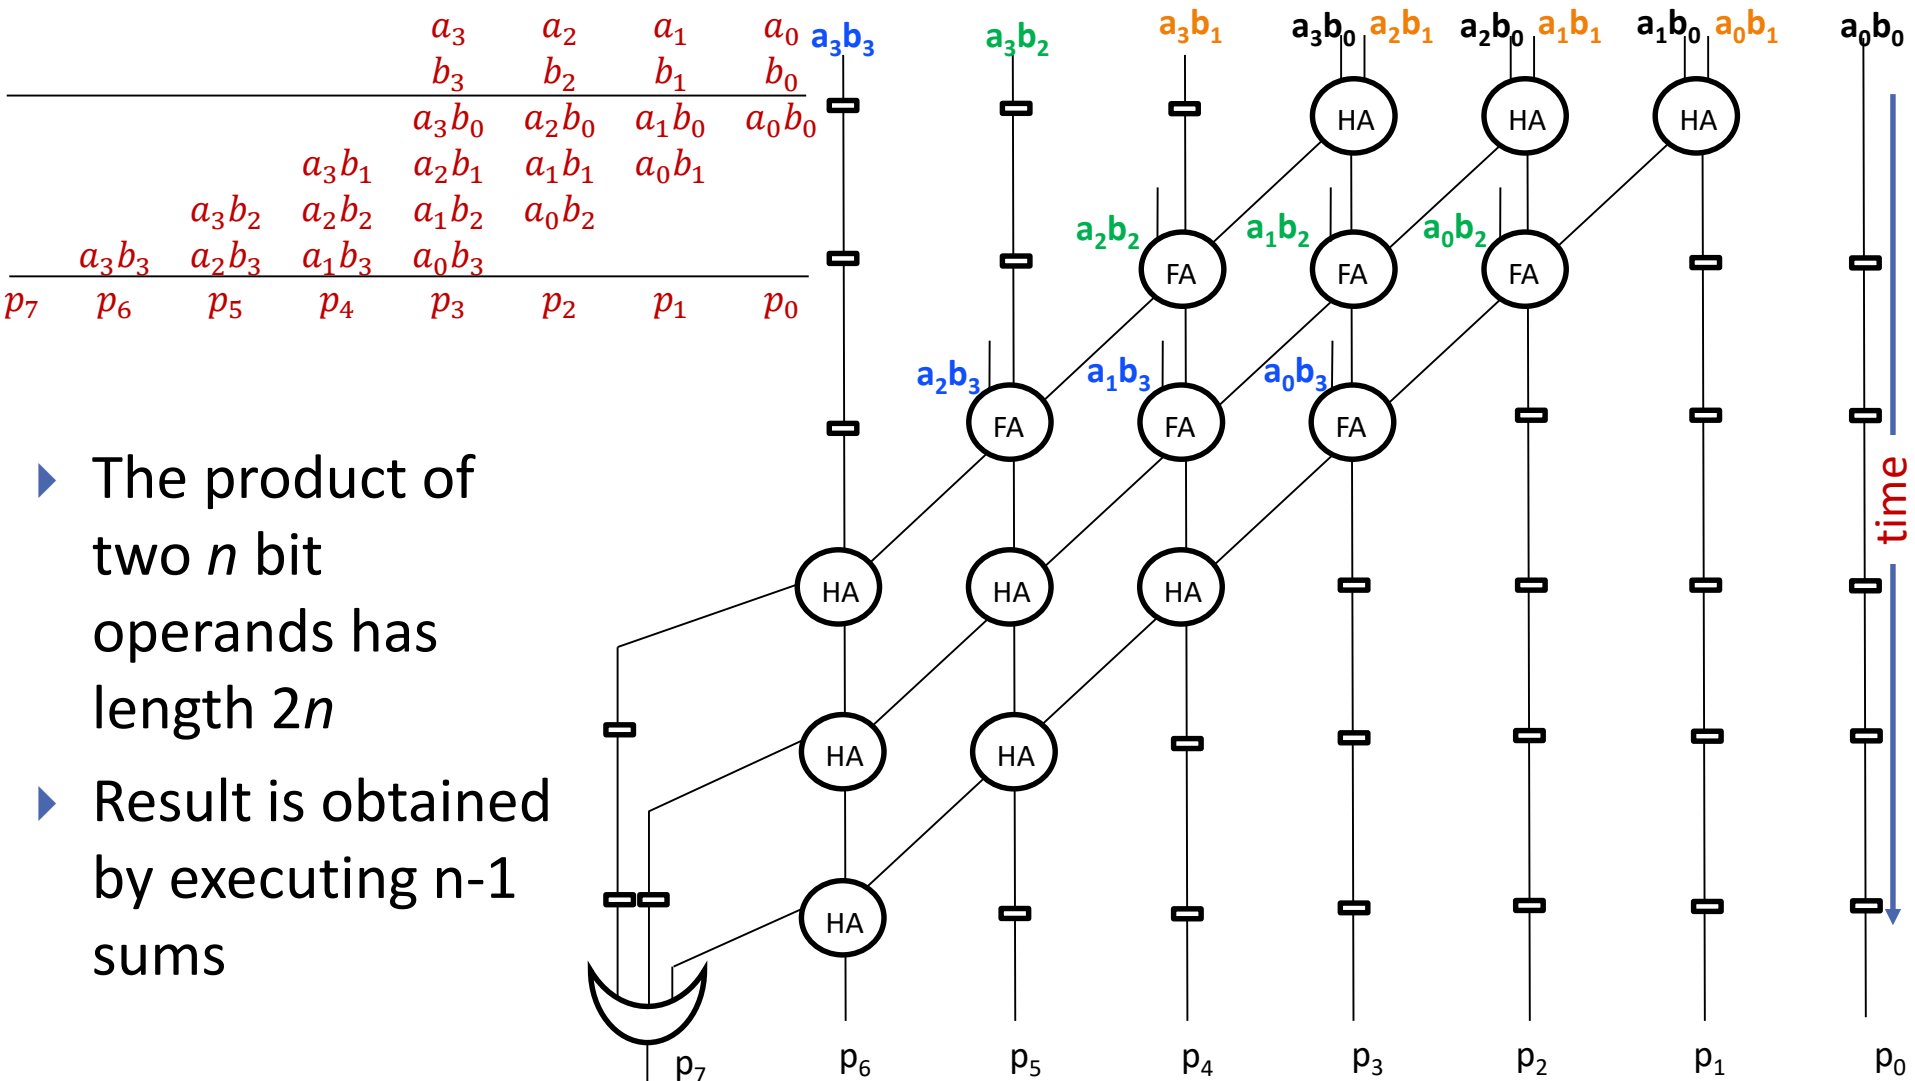 a₃ a₂ a₁ a₀
b₃ b₂ b₁ b₀
a₃b₀ a₂b₀ a₁b₀ a₀b₀
a₃b₁ a₂b₁ a₁b₁ a₀b₁
a₃b₂ a₂b₂ a₁b₂ a₀b₂
a₃b₃ a₂b₃ a₁b₃ a₀b₃
p₇ p₆ p₅ p₄ p₃ p₂ p₁ p₀
The product of
two n bit
operands has
length 2n
Result is obtained
by executing n-1
sums
a₃b₃ a₃b₂ a₃b₁ a₃b₀ a₂b₁ a₂b₀ a₁b₁ a₁b₀ a₀b₁ a₀b₀
HA HA HA
a₂b₂ a₁b₂ a₀b₂
FA FA FA
a₂b₃ a₁b₃ a₀b₃
FA FA FA
HA HA HA
HA HA
HA
p₇ p₆ p₅ p₄ p₃ p₂ p₁ p₀
time